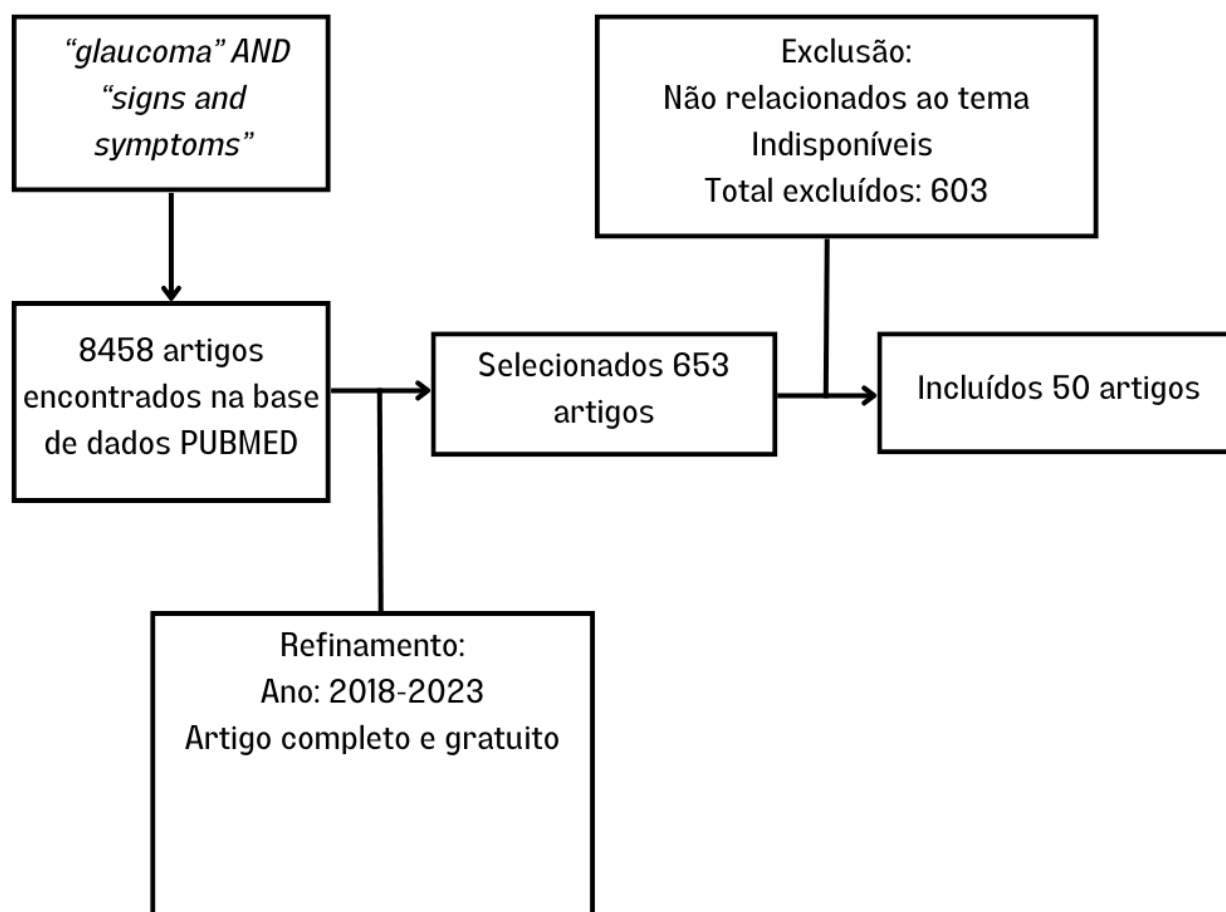 “glaucoma” AND
“signs and
symptoms”
Exclusão:
Não relacionados ao tema
Indisponíveis
Total excluídos: 603
8458 artigos
encontrados na base
de dados PUBMED
Selecionados 653
artigos
Incluídos 50 artigos
Refinamento:
Ano: 2018-2023
Artigo completo e gratuito